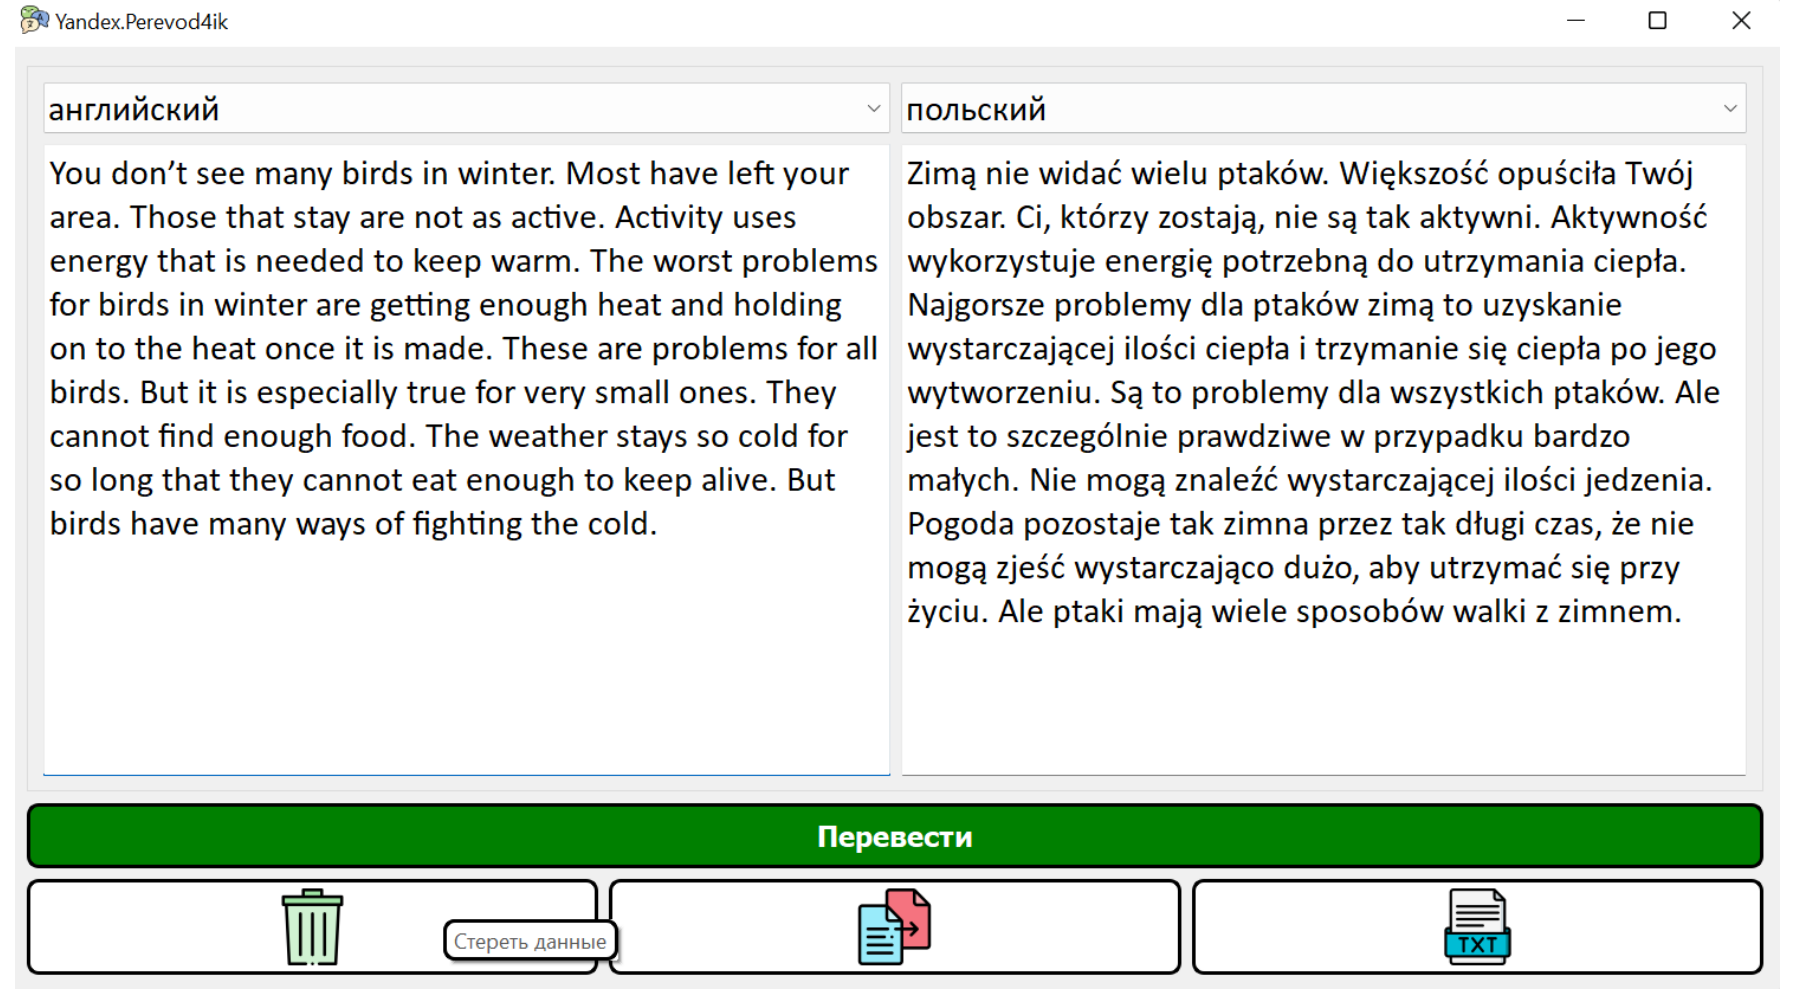 Yandex.Perevod4ik
английский
польский
You don’t see many birds in winter. Most have left your
area. Those that stay are not as active. Activity uses
energy that is needed to keep warm. The worst problems
for birds in winter are getting enough heat and holding
on to the heat once it is made. These are problems for all
birds. But it is especially true for very small ones. They
cannot find enough food. The weather stays so cold for
so long that they cannot eat enough to keep alive. But
birds have many ways of fighting the cold.
Zimą nie widać wielu ptaków. Większość opuściła Twój
obszar. Ci, którzy zostają, nie są tak aktywni. Aktywność
wykorzystuje energię potrzebną do utrzymania ciepła.
Najgorsze problemy dla ptaków zimą to uzyskanie
wystarczającej ilości ciepła i trzymanie się ciepła po jego
wytworzeniu. Są to problemy dla wszystkich ptaków. Ale
jest to szczególnie prawdziwe w przypadku bardzo
małych. Nie mogą znaleźć wystarczającej ilości jedzenia.
Pogoda pozostaje tak zimna przez tak długi czas, że nie
mogą zjeść wystarczająco dużo, aby utrzymać się przy
życiu. Ale ptaki mają wiele sposobów walki z zimnem.
Перевести
Стереть данные
TXT